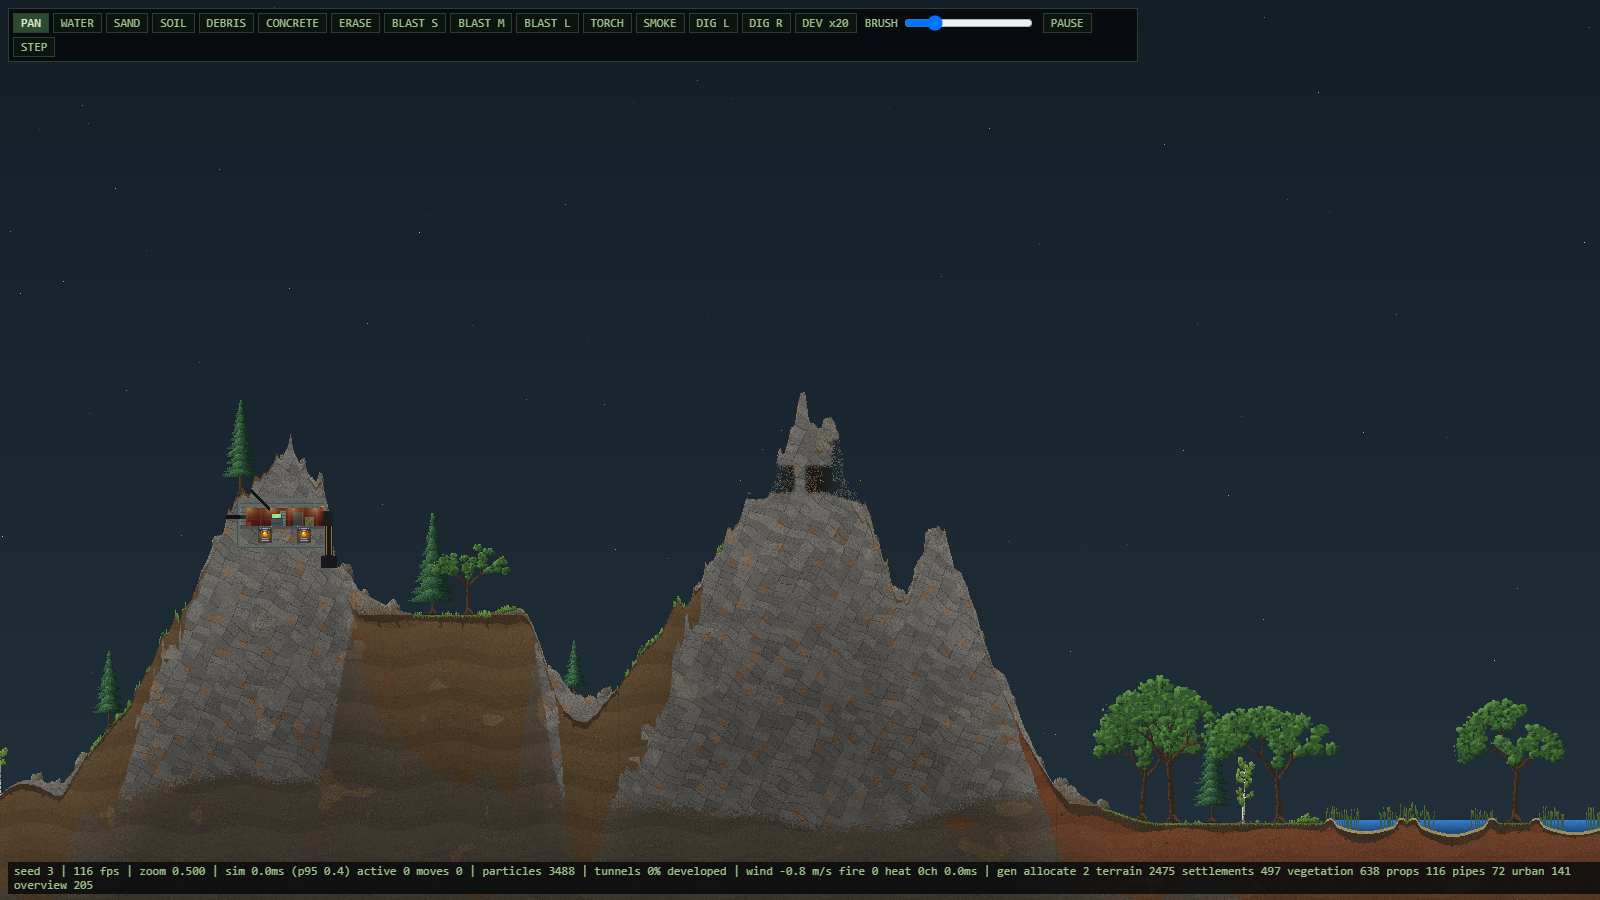 PAN WATER SAND SOIL DEBRIS CONCRETE ERASE BLAST S BLAST M BLAST L TORCH SMOKE DIG L DIG R DEV x20 BRUSH PAUSE
STEP
seed 3 | 116 fps | zoom 0.500 | sim 0.0ms (p95 0.4) active 0 moves 0 | particles 3488 | tunnels 0% developed | wind -0.8 m/s fire 0 heat 0ch 0.0ms | gen allocate 2 terrain 2475 settlements 497 vegetation 638 props 116 pipes 72 urban 141
overview 205